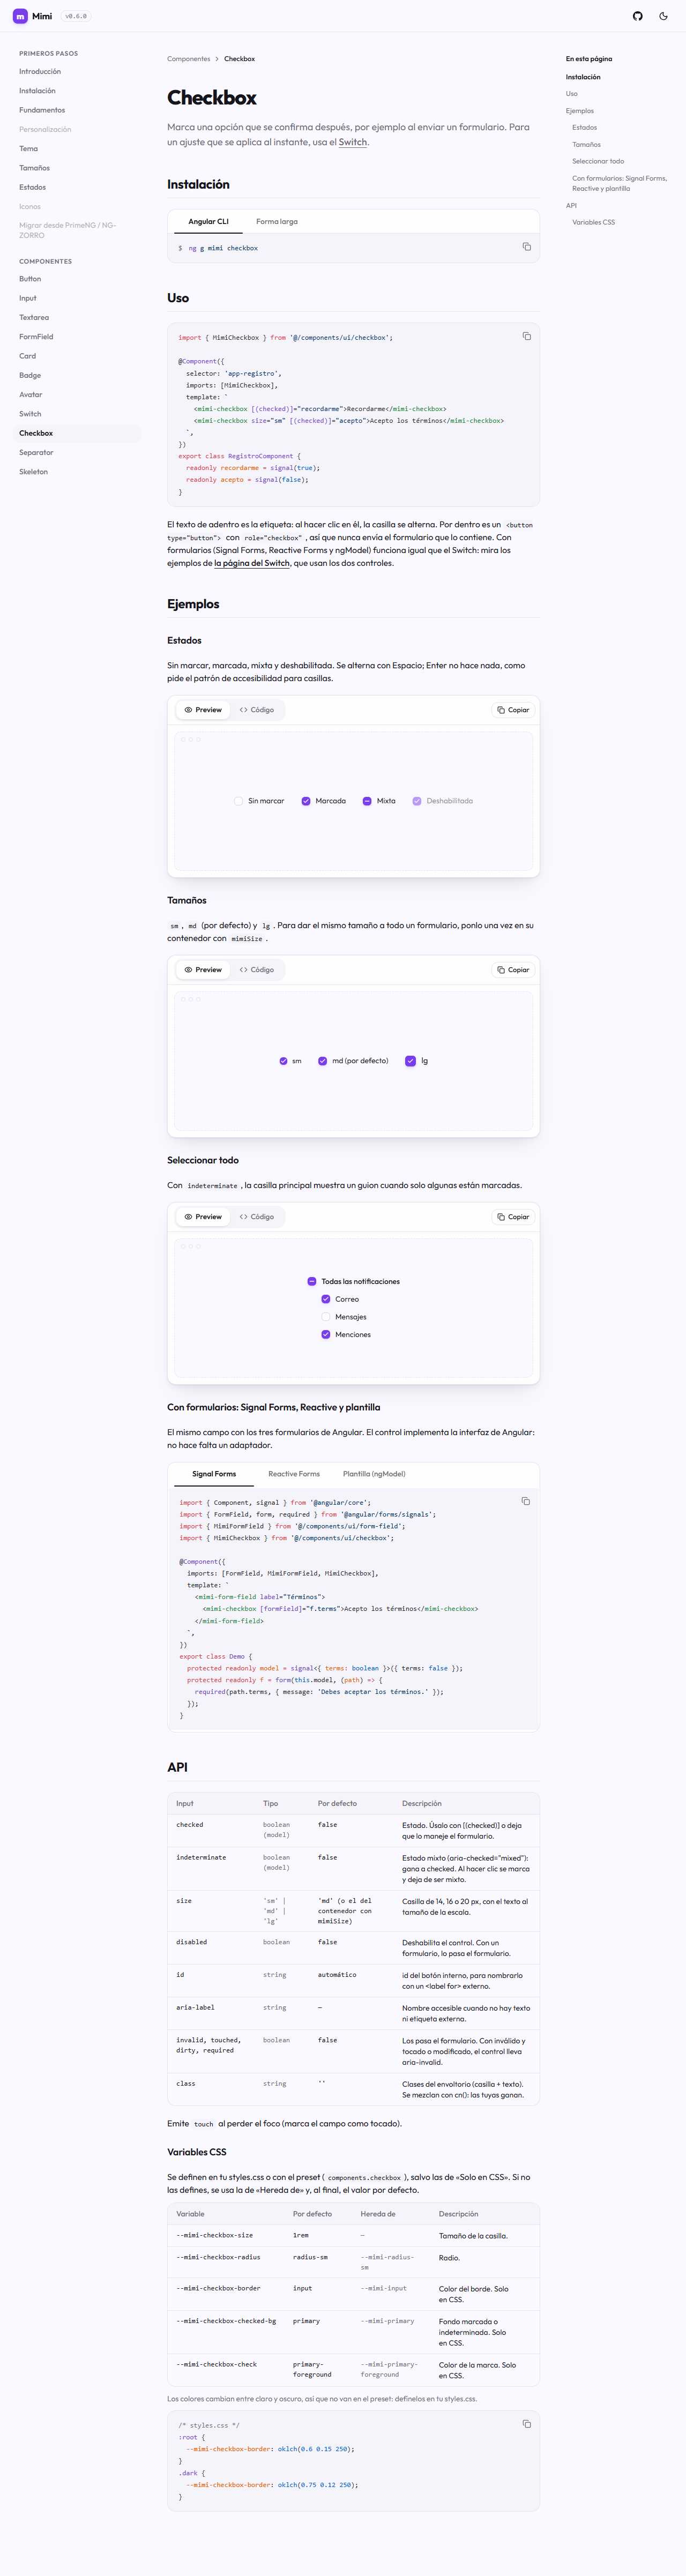 m Mimi v0.6.0
PRIMEROS PASOS
Introducción
Instalación
Fundamentos
Personalización
Tema
Tamaños
Estados
Iconos
Migrar desde PrimeNG / NG-
ZORRO
COMPONENTES
Button
Input
Textarea
FormField
Card
Badge
Avatar
Switch
Checkbox
Separator
Skeleton
Componentes > Checkbox
Checkbox
Marca una opción que se confirma después, por ejemplo al enviar un formulario. Para
un ajuste que se aplica al instante, usa el Switch.
Instalación
Angular CLI Forma larga
$ ng g mimi checkbox
Uso
import { MimiCheckbox } from '@/components/ui/checkbox';
@Component({
selector: 'app-registro',
imports: [MimiCheckbox],
template: `
<mimi-checkbox [(checked)]="recordarme">Recordarme</mimi-checkbox>
<mimi-checkbox size="sm" [(checked)]="acepto">Acepto los términos</mimi-checkbox>
`,
})
export class RegistroComponent {
readonly recordarme = signal(true);
readonly acepto = signal(false);
}
El texto de adentro es la etiqueta: al hacer clic en él, la casilla se alterna. Por dentro es un <button
type="button"> con role="checkbox" , así que nunca envía el formulario que lo contiene. Con
formularios (Signal Forms, Reactive Forms y ngModel) funciona igual que el Switch: mira los
ejemplos de la página del Switch, que usan los dos controles.
Ejemplos
Estados
Sin marcar, marcada, mixta y deshabilitada. Se alterna con Espacio; Enter no hace nada, como
pide el patrón de accesibilidad para casillas.
Preview Código Copiar
Sin marcar Marcada Mixta Deshabilitada
Tamaños
sm , md (por defecto) y lg . Para dar el mismo tamaño a todo un formulario, ponlo una vez en su
contenedor con mimiSize .
Preview Código Copiar
sm md (por defecto) lg
Seleccionar todo
Con indeterminate , la casilla principal muestra un guion cuando solo algunas están marcadas.
Preview Código Copiar
Todas las notificaciones
Correo
Mensajes
Menciones
Con formularios: Signal Forms, Reactive y plantilla
El mismo campo con los tres formularios de Angular. El control implementa la interfaz de Angular:
no hace falta un adaptador.
Signal Forms Reactive Forms Plantilla (ngModel)
import { Component, signal } from '@angular/core';
import { FormField, form, required } from '@angular/forms/signals';
import { MimiFormField } from '@/components/ui/form-field';
import { MimiCheckbox } from '@/components/ui/checkbox';
@Component({
imports: [FormField, MimiFormField, MimiCheckbox],
template: `
<mimi-form-field label="Términos">
<mimi-checkbox [formField]="f.terms">Acepto los términos</mimi-checkbox>
</mimi-form-field>
`,
})
export class Demo {
protected readonly model = signal<{ terms: boolean }>({ terms: false });
protected readonly f = form(this.model, (path) => {
required(path.terms, { message: 'Debes aceptar los términos.' });
});
}
API
Input Tipo Por defecto Descripción
checked boolean (model) false Estado. Úsalo con [(checked)] o deja
que lo maneje el formulario.
indeterminate boolean (model) false Estado mixto (aria-checked="mixed"):
gana a checked. Al hacer clic se marca
y deja de ser mixto.
size 'sm' | 'md' | 'lg' 'md' (o el del contenedor con mimiSize) Casilla de 14, 16 o 20 px, con el texto al
tamaño de la escala.
disabled boolean false Deshabilita el control. Con un
formulario, lo pasa el formulario.
id string automático id del botón interno, para nombrarlo
con un <label for> externo.
aria-label string — Nombre accesible cuando no hay texto
ni etiqueta externa.
invalid, touched, dirty, required boolean false Los pasa el formulario. Con inválido y
tocado o modificado, el control lleva
aria-invalid.
class string '' Clases del envoltorio (casilla + texto).
Se mezclan con cn(): las tuyas ganan.
Emite touch al perder el foco (marca el campo como tocado).
Variables CSS
Se definen en tu styles.css o con el preset ( components.checkbox ), salvo las de «Solo en CSS». Si no
las defines, se usa la de «Hereda de» y, al final, el valor por defecto.
Variable Por defecto Hereda de Descripción
--mimi-checkbox-size 1rem — Tamaño de la casilla.
--mimi-checkbox-radius radius-sm --mimi-radius-sm Radio.
--mimi-checkbox-border input --mimi-input Color del borde. Solo
en CSS.
--mimi-checkbox-checked-bg primary --mimi-primary Fondo marcada o
indeterminada. Solo
en CSS.
--mimi-checkbox-check primary-foreground --mimi-primary-foreground Color de la marca. Solo
en CSS.
Los colores cambian entre claro y oscuro, así que no van en el preset: defínelos en tu styles.css.
/* styles.css */
:root {
--mimi-checkbox-border: oklch(0.6 0.15 250);
}
.dark {
--mimi-checkbox-border: oklch(0.75 0.12 250);
}
En esta página
Instalación
Uso
Ejemplos
Estados
Tamaños
Seleccionar todo
Con formularios: Signal Forms,
Reactive y plantilla
API
Variables CSS